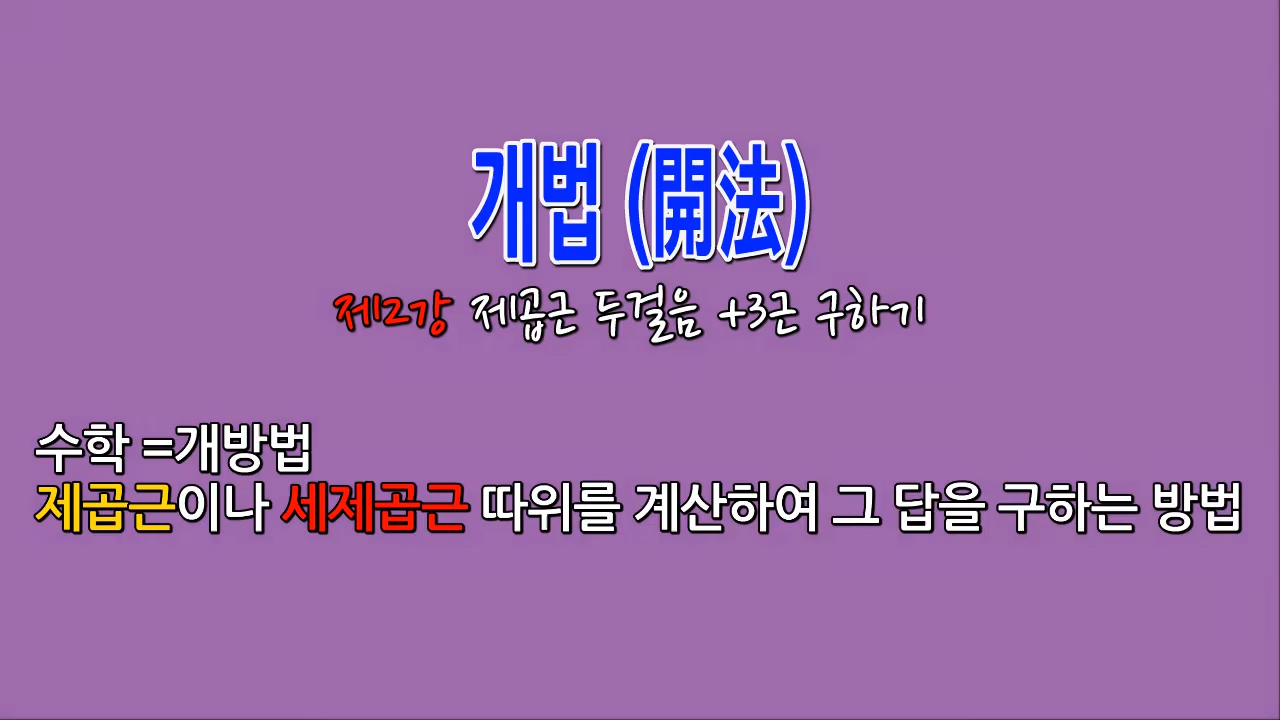 개법 (開法)
제2강 제곱근 두걸음 +3근 구하기
수학 =개방법
제곱근이나 세제곱근 따위를 계산하여 그 답을 구하는 방법